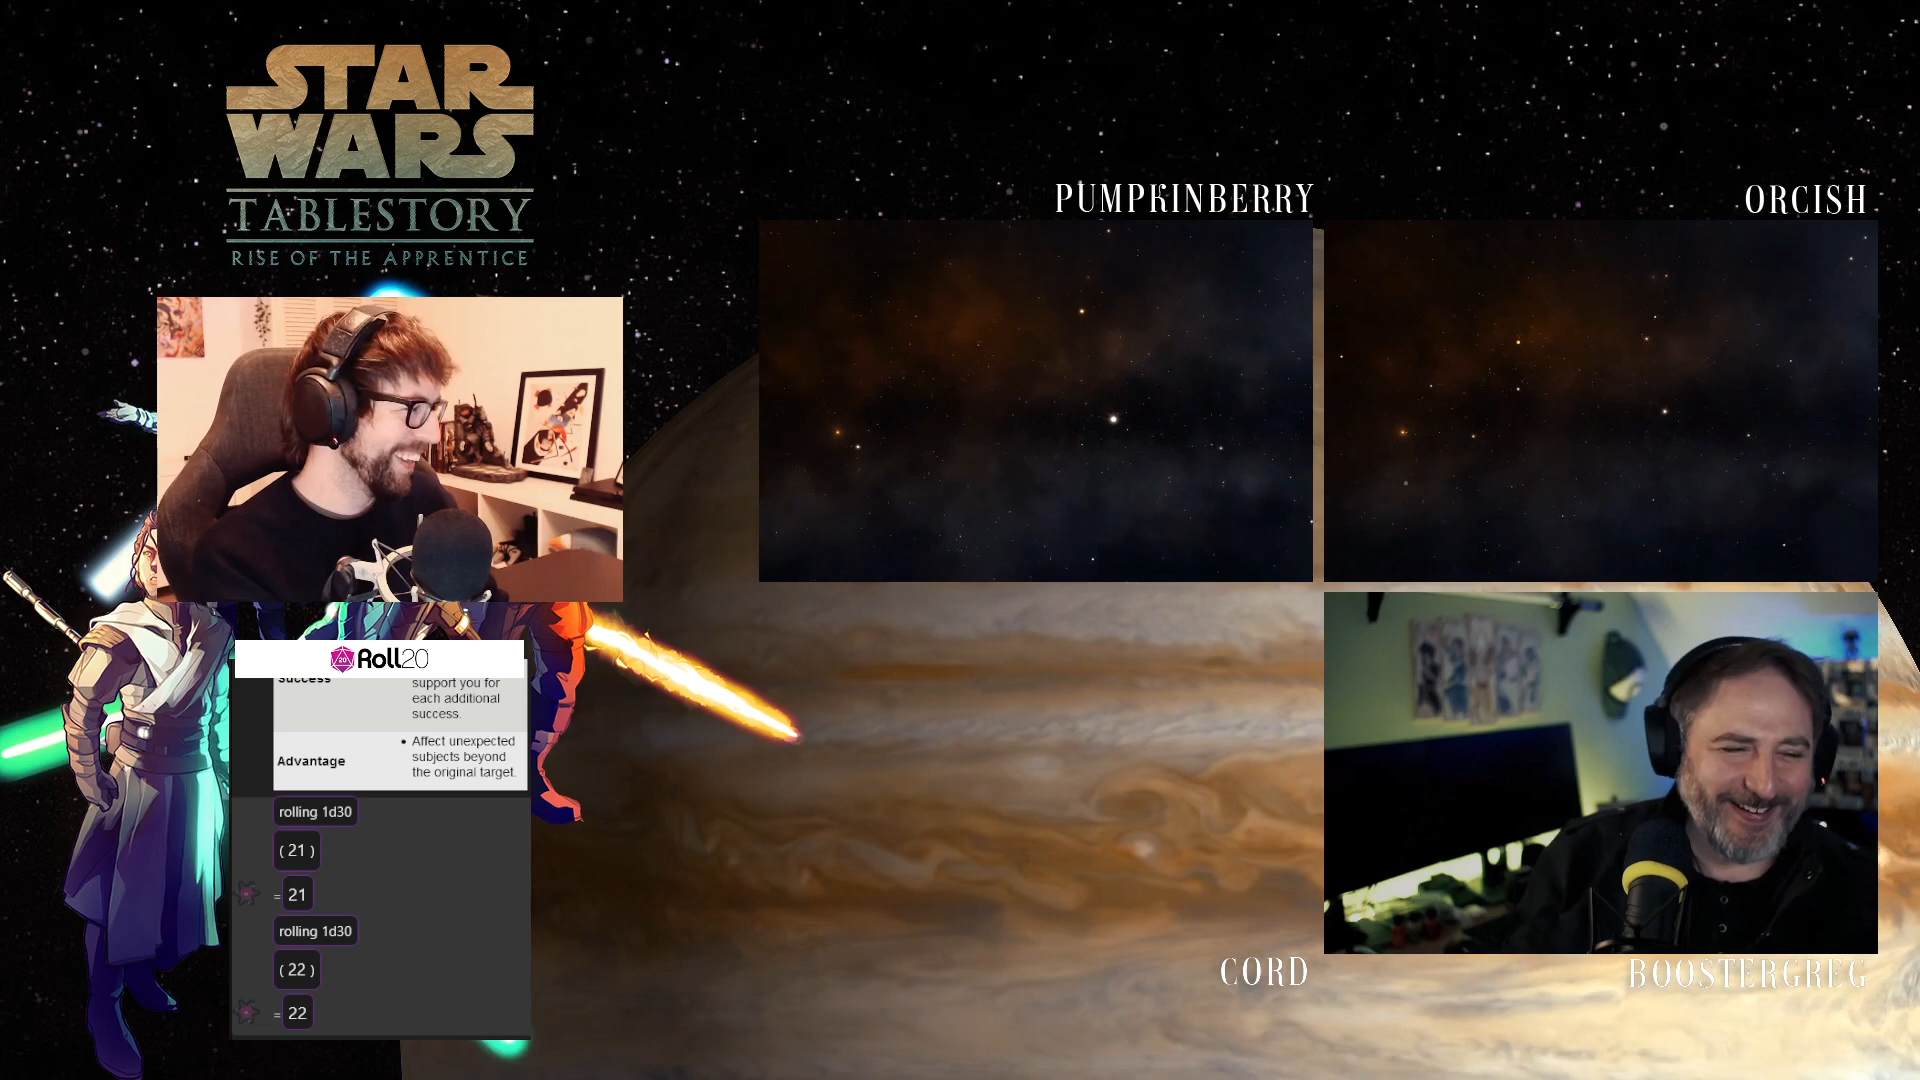 STAR
WARS
TABLESTORY
RISE OF THE APPRENTICE
PUMPKINBERRY
ORCISH
Roll20
Success
support you for
each additional
success.
Advantage
• Affect unexpected
subjects beyond
the original target.
rolling 1d30
( 21 )
= 21
rolling 1d30
( 22 )
= 22
CORD
BOOSTERGREG